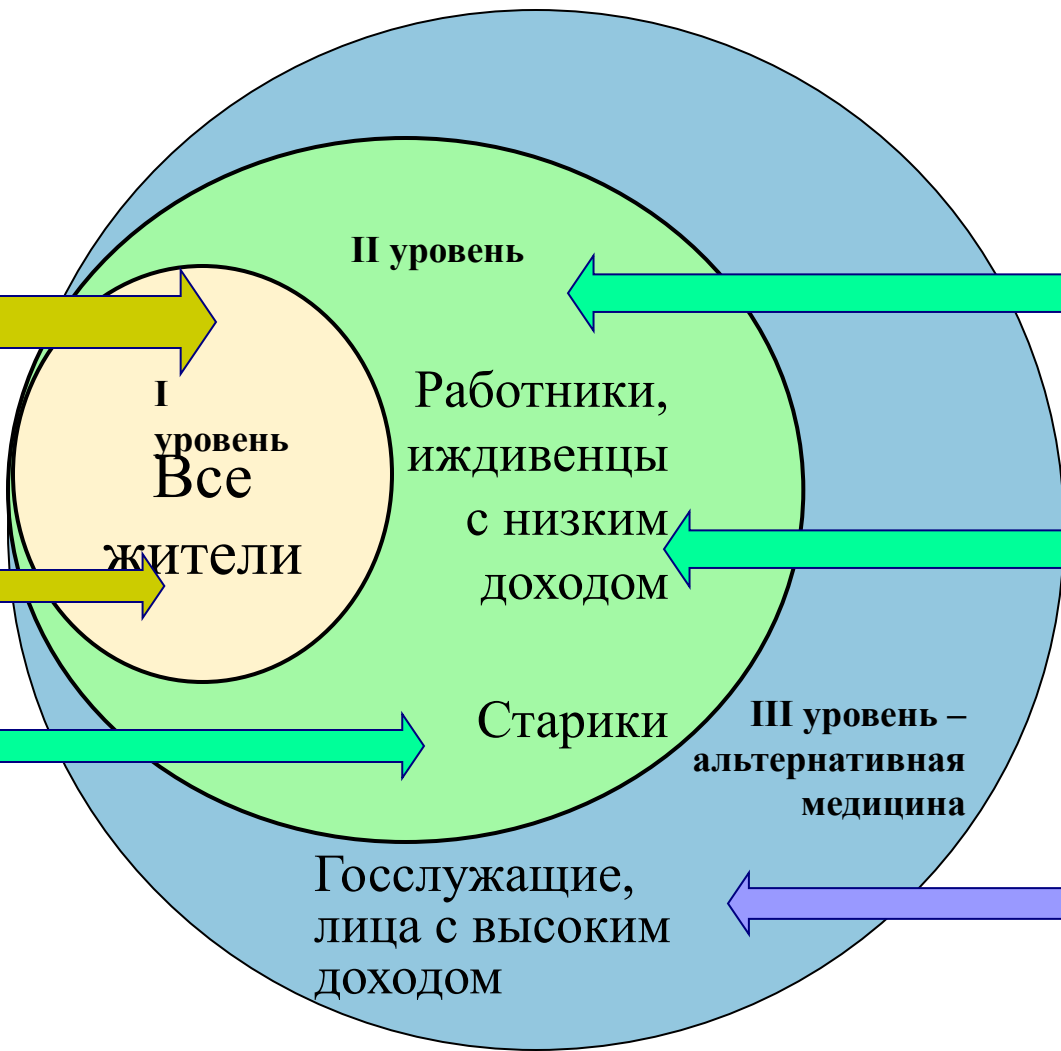 II уровень
I
уровень
Все
жители
Работники,
иждивенцы
с низким
доходом
Старики
III уровень –
альтернативная
медицина
Госслужащие,
лица с высоким
доходом